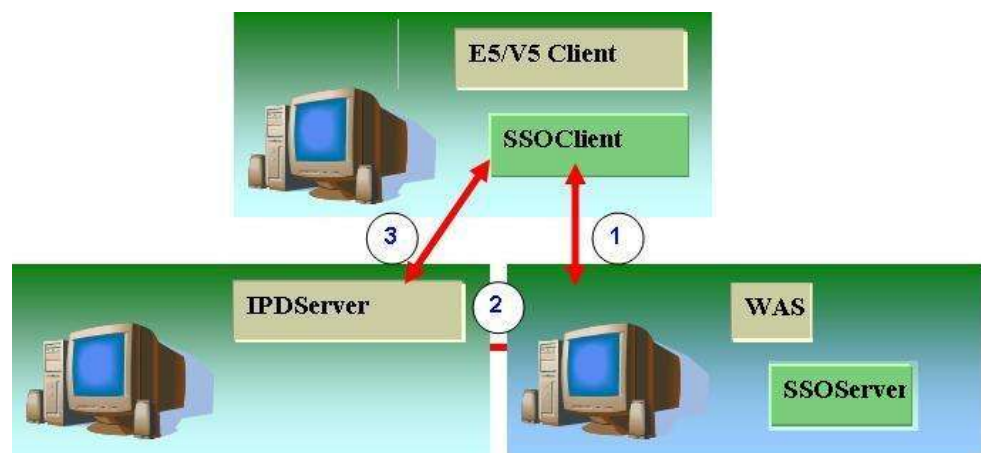 E5/V5 Client
SSOClient
3
1
IPDServer
2
WAS
SSOServer